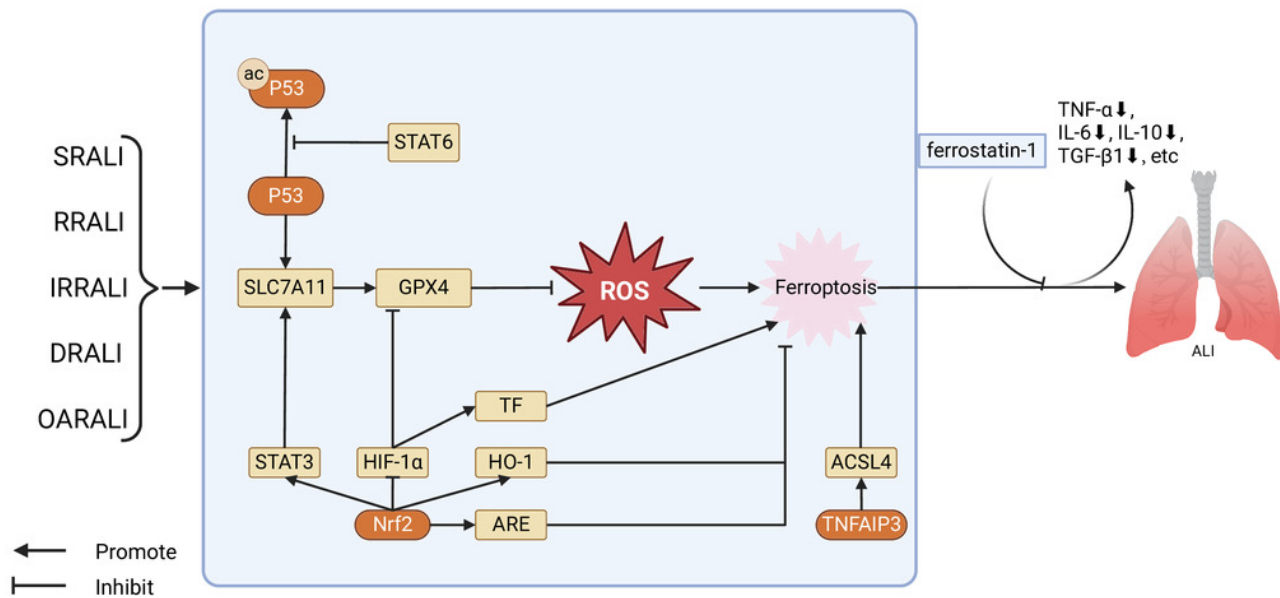 SRALI
RRALI
IRRALI
DRALI
OARALI
Promote
Inhibit
ac
P53
STAT6
P53
SLC7A11
GPX4
ROS
Ferroptosis
TF
STAT3
HIF-1α
HO-1
ACSL4
Nrf2
ARE
TNFAIP3
ferrostatin-1
TNF-α⬇,
IL-6⬇, IL-10⬇,
TGF-β1⬇, etc
ALI